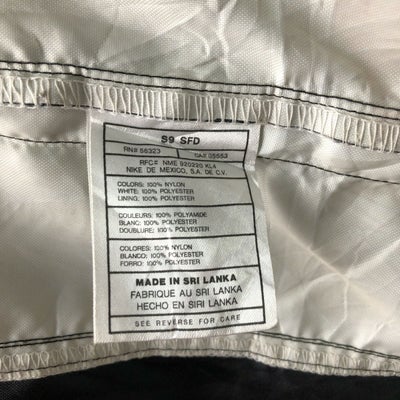 S9 SFD
RN# 56323 CA# 05553
RFC# NME 920220 KL4
NIKE DE MEXICO, S.A. DE C.V.
COLORS: 100% NYLON
WHITE: 100% POLYESTER
LINING: 100% POLYESTER
COULEURS: 100% POLYAMIDE
BLANC: 100% POLYESTER
DOUBLURE: 100% POLYESTER
COLORES: 100% NYLON
BLANCO: 100% POLYESTER
FORRO: 100% POLYESTER
MADE IN SRI LANKA
FABRIQUE AU SRI LANKA
HECHO EN SIRI LANKA
SEE REVERSE FOR CARE